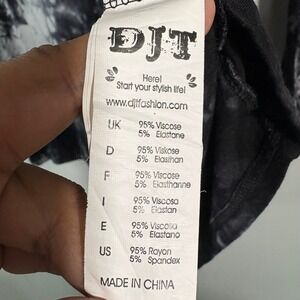 DJT
Here!
Start your stylish life!
www.djtfashion.com
UK 95% Viscose
5% Elastane
D 95% Viskose
5% Elasthan
F 95% Viscose
5% Elasthanne
I 95% Viscosa
5% Elastan
E 95% Viscosa
5% Elastano
US 95% Rayon
5% Spandex
MADE IN CHINA